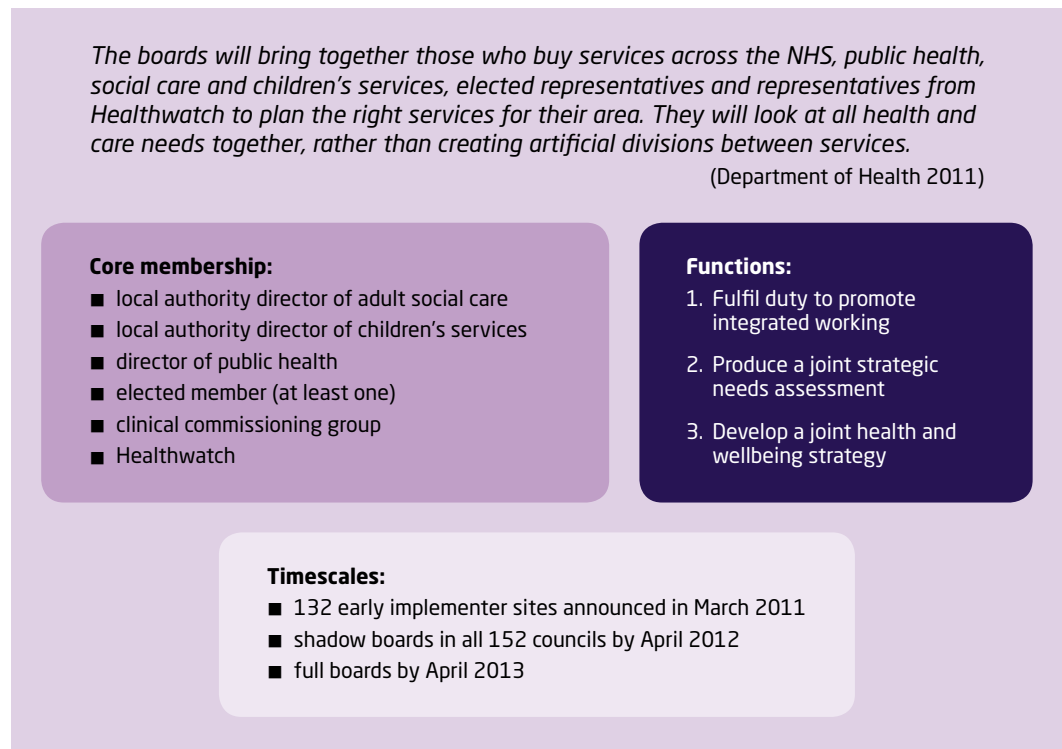 The boards will bring together those who buy services across the NHS, public health,
social care and children’s services, elected representatives and representatives from
Healthwatch to plan the right services for their area. They will look at all health and
care needs together, rather than creating artificial divisions between services.
(Department of Health 2011)
Core membership:
■ local authority director of adult social care
■ local authority director of children’s services
■ director of public health
■ elected member (at least one)
■ clinical commissioning group
■ Healthwatch
Functions:
1. Fulfil duty to promote
integrated working
2. Produce a joint strategic
needs assessment
3. Develop a joint health and
wellbeing strategy
Timescales:
■ 132 early implementer sites announced in March 2011
■ shadow boards in all 152 councils by April 2012
■ full boards by April 2013